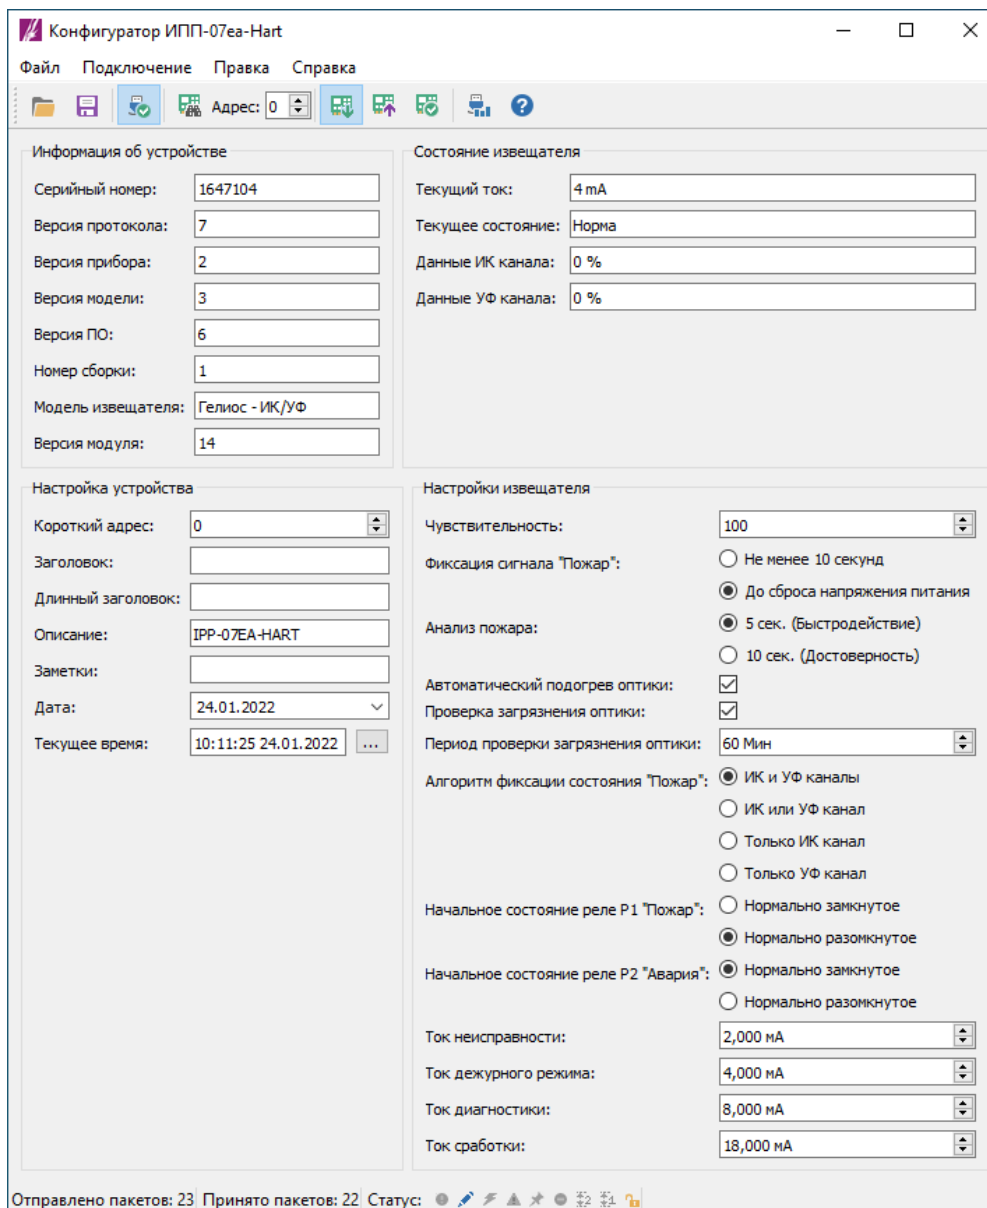 Конфигуратор ИПП-07ea-Hart
Файл Подключение Правка Справка
Адрес: 0
Информация об устройстве
Серийный номер: 1647104
Версия протокола: 7
Версия прибора: 2
Версия модели: 3
Версия ПО: 6
Номер сборки: 1
Модель извещателя: Гелиос - ИК/УФ
Версия модуля: 14
Состояние извещателя
Текущий ток: 4 mA
Текущее состояние: Норма
Данные ИК канала: 0 %
Данные УФ канала: 0 %
Настройка устройства
Короткий адрес: 0
Заголовок:
Длинный заголовок:
Описание: IPP-07EA-HART
Заметки:
Дата: 24.01.2022
Текущее время: 10:11:25 24.01.2022 ...
Настройки извещателя
Чувствительность: 100
Фиксация сигнала "Пожар": Не менее 10 секунд
До сброса напряжения питания
Анализ пожара: 5 сек. (Быстродействие)
10 сек. (Достоверность)
Автоматический подогрев оптики:
Проверка загрязнения оптики:
Период проверки загрязнения оптики: 60 Мин
Алгоритм фиксации состояния "Пожар": ИК и УФ каналы
ИК или УФ канал
Только ИК канал
Только УФ канал
Начальное состояние реле Р1 "Пожар": Нормально замкнутое
Нормально разомкнутое
Начальное состояние реле Р2 "Авария": Нормально замкнутое
Нормально разомкнутое
Ток неисправности: 2,000 мА
Ток дежурного режима: 4,000 мА
Ток диагностики: 8,000 мА
Ток сработки: 18,000 мА
Отправлено пакетов: 23 Принято пакетов: 22 Статус: